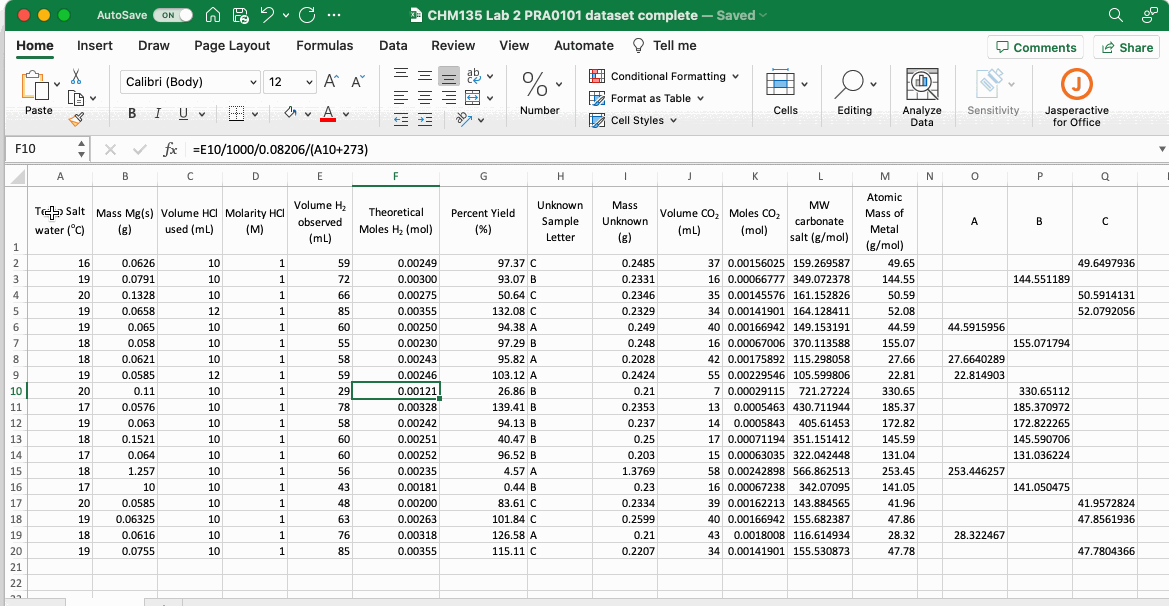 AutoSave ON CHM135 Lab 2 PRA0101 dataset complete — Saved
Home Insert Draw Page Layout Formulas Data Review View Automate Tell me Comments Share
Paste Calibri (Body) 12 A A ab Number Conditional Formatting Cells Editing Analyze Data Sensitivity Jasperactive for Office
B I U A % Format as Table
Cell Styles
F10 fx =E10/1000/0.08206/(A10+273)
A B C D E F G H I J K L M N O P Q
1 Temp Salt water (°C) Mass Mg(s) (g) Volume HCl used (mL) Molarity HCl (M) Volume H₂ observed (mL) Theoretical Moles H₂ (mol) Percent Yield (%) Unknown Sample Letter Mass Unknown (g) Volume CO₂ (mL) Moles CO₂ (mol) MW carbonate salt (g/mol) Atomic Mass of Metal (g/mol) A B C
2 16 0.0626 10 1 59 0.00249 97.37 C 0.2485 37 0.00156025 159.269587 49.65 49.6497936
3 19 0.0791 10 1 72 0.00300 93.07 B 0.2331 16 0.00066777 349.072378 144.55 144.551189
4 20 0.1328 10 1 66 0.00275 50.64 C 0.2346 35 0.00145576 161.152826 50.59 50.5914131
5 19 0.0658 12 1 85 0.00355 132.08 C 0.2329 34 0.00141901 164.128411 52.08 52.0792056
6 19 0.065 10 1 60 0.00250 94.38 A 0.249 40 0.00166942 149.153191 44.59 44.5915956
7 18 0.058 10 1 55 0.00230 97.29 B 0.248 16 0.00067006 370.113588 155.07 155.071794
8 18 0.0621 10 1 58 0.00243 95.82 A 0.2028 42 0.00175892 115.298058 27.66 27.6640289
9 19 0.0585 12 1 59 0.00246 103.12 A 0.2424 55 0.00229546 105.599806 22.81 22.814903
10 20 0.11 10 1 29 0.00121 26.86 B 0.21 7 0.00029115 721.27224 330.65 330.65112
11 17 0.0576 10 1 78 0.00328 139.41 B 0.2353 13 0.0005463 430.711944 185.37 185.370972
12 19 0.063 10 1 58 0.00242 94.13 B 0.237 14 0.0005843 405.61453 172.82 172.822265
13 18 0.1521 10 1 60 0.00251 40.47 B 0.25 17 0.00071194 351.151412 145.59 145.590706
14 17 0.064 10 1 60 0.00252 96.52 B 0.203 15 0.00063035 322.042448 131.04 131.036224
15 18 1.257 10 1 56 0.00235 4.57 A 1.3769 58 0.00242898 566.862513 253.45 253.446257
16 17 10 10 1 43 0.00181 0.44 B 0.23 16 0.00067238 342.07095 141.05 141.050475
17 20 0.0585 10 1 48 0.00200 83.61 C 0.2334 39 0.00162213 143.884565 41.96 41.9572824
18 19 0.06325 10 1 63 0.00263 101.84 C 0.2599 40 0.00166942 155.682387 47.86 47.8561936
19 18 0.0616 10 1 76 0.00318 126.58 A 0.21 43 0.0018008 116.614934 28.32 28.322467
20 19 0.0755 10 1 85 0.00355 115.11 C 0.2207 34 0.00141901 155.530873 47.78 47.7804366
21
22